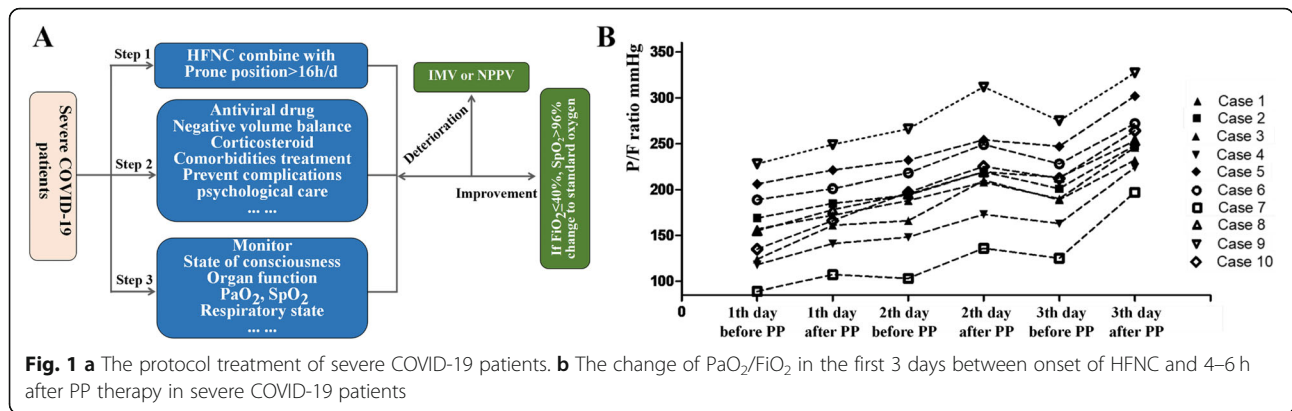 A
Severe COVID-19
patients
Step 1
HFNC combine with
Prone position>16h/d
Step 2
Antiviral drug
Negative volume balance
Corticosteroid
Comorbidities treatment
Prevent complications
psychological care
... ...
Step 3
Monitor
State of consciousness
Organ function
PaO₂, SpO₂
Respiratory state
... ...
IMV or NPPV
Deterioration
Improvement
If FiO₂≤40%, SpO₂>96%
change to standard oxygen
B
P/F ratio mmHg
350
300
250
200
150
100
0
1th day
before PP
1th day
after PP
2th day
before PP
2th day
after PP
3th day
before PP
3th day
after PP
Case 1
Case 2
Case 3
Case 4
Case 5
Case 6
Case 7
Case 8
Case 9
Case 10
Fig. 1 a The protocol treatment of severe COVID-19 patients. b The change of PaO₂/FiO₂ in the first 3 days between onset of HFNC and 4–6 h
after PP therapy in severe COVID-19 patients